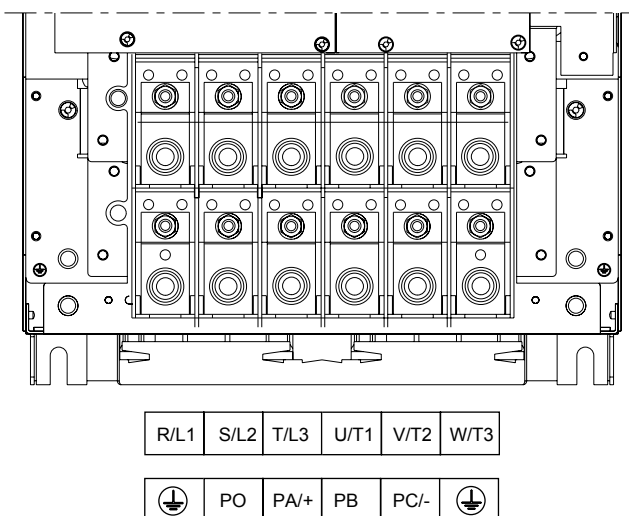 R/L1 S/L2 T/L3 U/T1 V/T2 W/T3
PO PA/+ PB PC/-